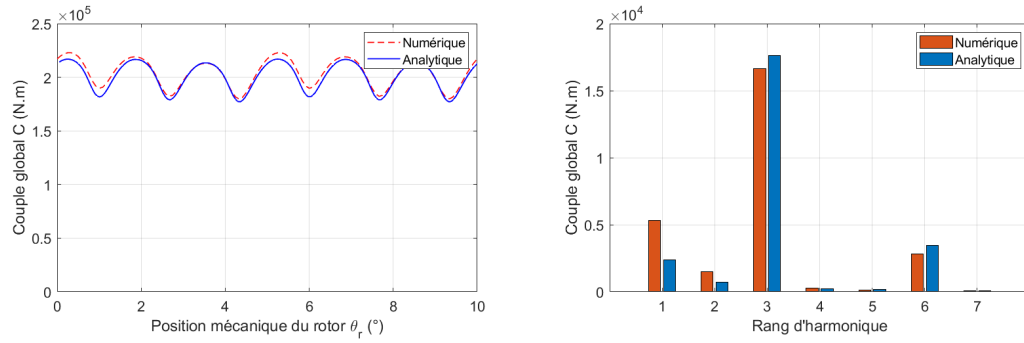 ×10^5
2.5
2
1.5
1
0.5
0
Couple global C (N.m)
0 2 4 6 8 10
Position mécanique du rotor θ_r (°)
Numérique
Analytique
×10^4
2
1.5
1
0.5
0
Couple global C (N.m)
1 2 3 4 5 6 7
Rang d'harmonique
Numérique
Analytique